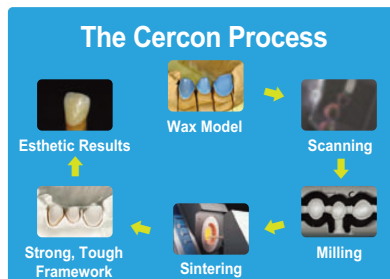 The Cercon Process
Wax Model
Scanning
Milling
Sintering
Strong, Tough
Framework
Esthetic Results